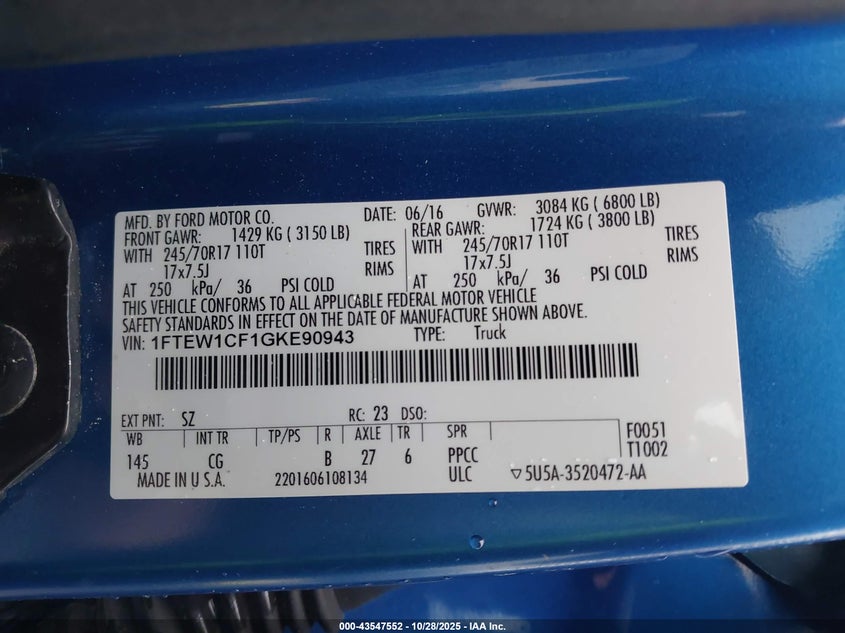 MFD. BY FORD MOTOR CO. DATE: 06/16 GVWR: 3084 KG ( 6800 LB)
FRONT GAWR: 1429 KG ( 3150 LB) REAR GAWR: 1724 KG ( 3800 LB)
WITH 245/70R17 110T TIRES WITH 245/70R17 110T TIRES
17x7.5J RIMS 17x7.5J RIMS
AT 250 kPa/ 36 PSI COLD AT 250 kPa/ 36 PSI COLD
THIS VEHICLE CONFORMS TO ALL APPLICABLE FEDERAL MOTOR VEHICLE
SAFETY STANDARDS IN EFFECT ON THE DATE OF MANUFACTURE SHOWN ABOVE.
VIN: 1FTEW1CF1GKE90943 TYPE: Truck
EXT PNT: SZ RC: 23 DSO: F0051
WB INT TR TP/PS R AXLE TR SPR T1002
145 CG B 27 6 PPCC
MADE IN U S.A. 2201606108134 ULC ▽5U5A-3520472-AA
000-43547552 | 10/28/2025 | IAA Inc.